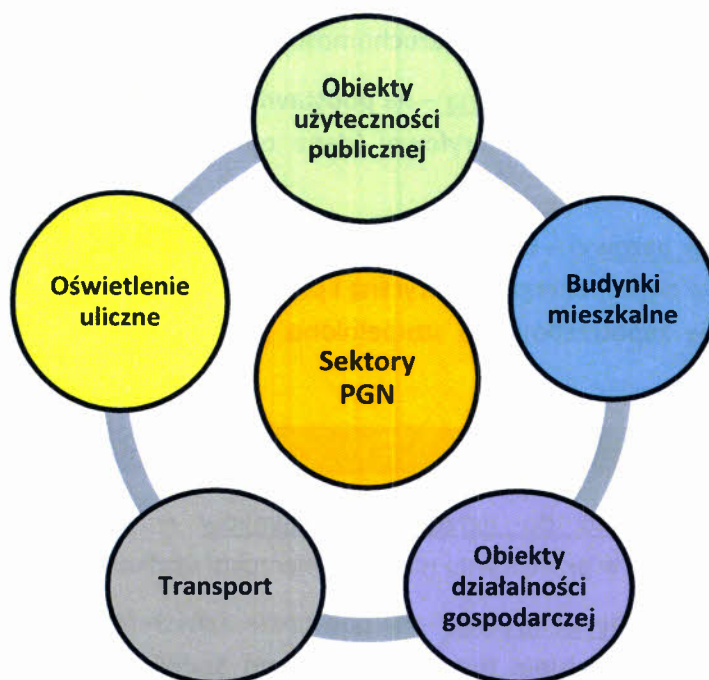 Obiekty
użyteczności
publicznej
Oświetlenie
uliczne
Budynki
mieszkalne
Sektory
PGN
Transport
Obiekty
działalności
gospodarczej